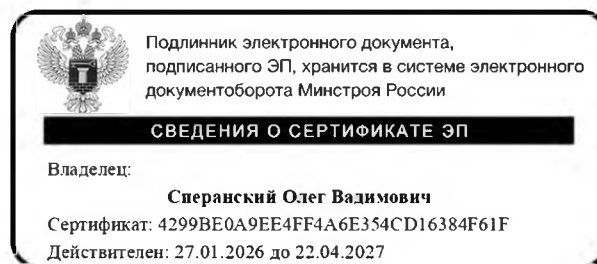 Подлинник электронного документа,
подписанного ЭП, хранится в системе электронного
документоборота Минстроя России
СВЕДЕНИЯ О СЕРТИФИКАТЕ ЭП
Владелец:
Сперанский Олег Вадимович
Сертификат: 4299BE0A9EE4FF4A6E354CD16384F61F
Действителен: 27.01.2026 до 22.04.2027